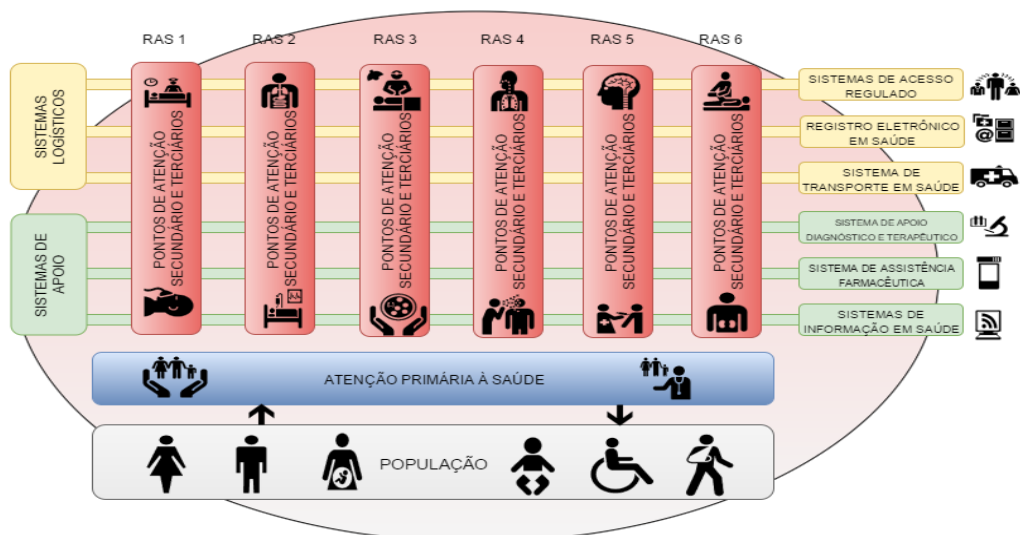 RAS 1
RAS 2
RAS 3
RAS 4
RAS 5
RAS 6
SISTEMAS
LOGÍSTICOS
SISTEMAS DE
APOIO
PONTOS DE ATENÇÃO
SECUNDÁRIO E TERCIÁRIOS
PONTOS DE ATENÇÃO
SECUNDÁRIO E TERCIÁRIOS
PONTOS DE ATENÇÃO
SECUNDÁRIO E TERCIÁRIOS
PONTOS DE ATENÇÃO
SECUNDÁRIO E TERCIÁRIOS
PONTOS DE ATENÇÃO
SECUNDÁRIO E TERCIÁRIOS
PONTOS DE ATENÇÃO
SECUNDÁRIO E TERCIÁRIOS
SISTEMAS DE ACESSO
REGULADO
REGISTRO ELETRÔNICO
EM SAÚDE
SISTEMA DE
TRANSPORTE EM SAÚDE
SISTEMA DE APOIO
DIAGNÓSTICO E TERAPÊUTICO
SISTEMA DE ASSISTÊNCIA
FARMACÊUTICA
SISTEMAS DE
INFORMAÇÃO EM SAÚDE
ATENÇÃO PRIMÁRIA À SAÚDE
POPULAÇÃO